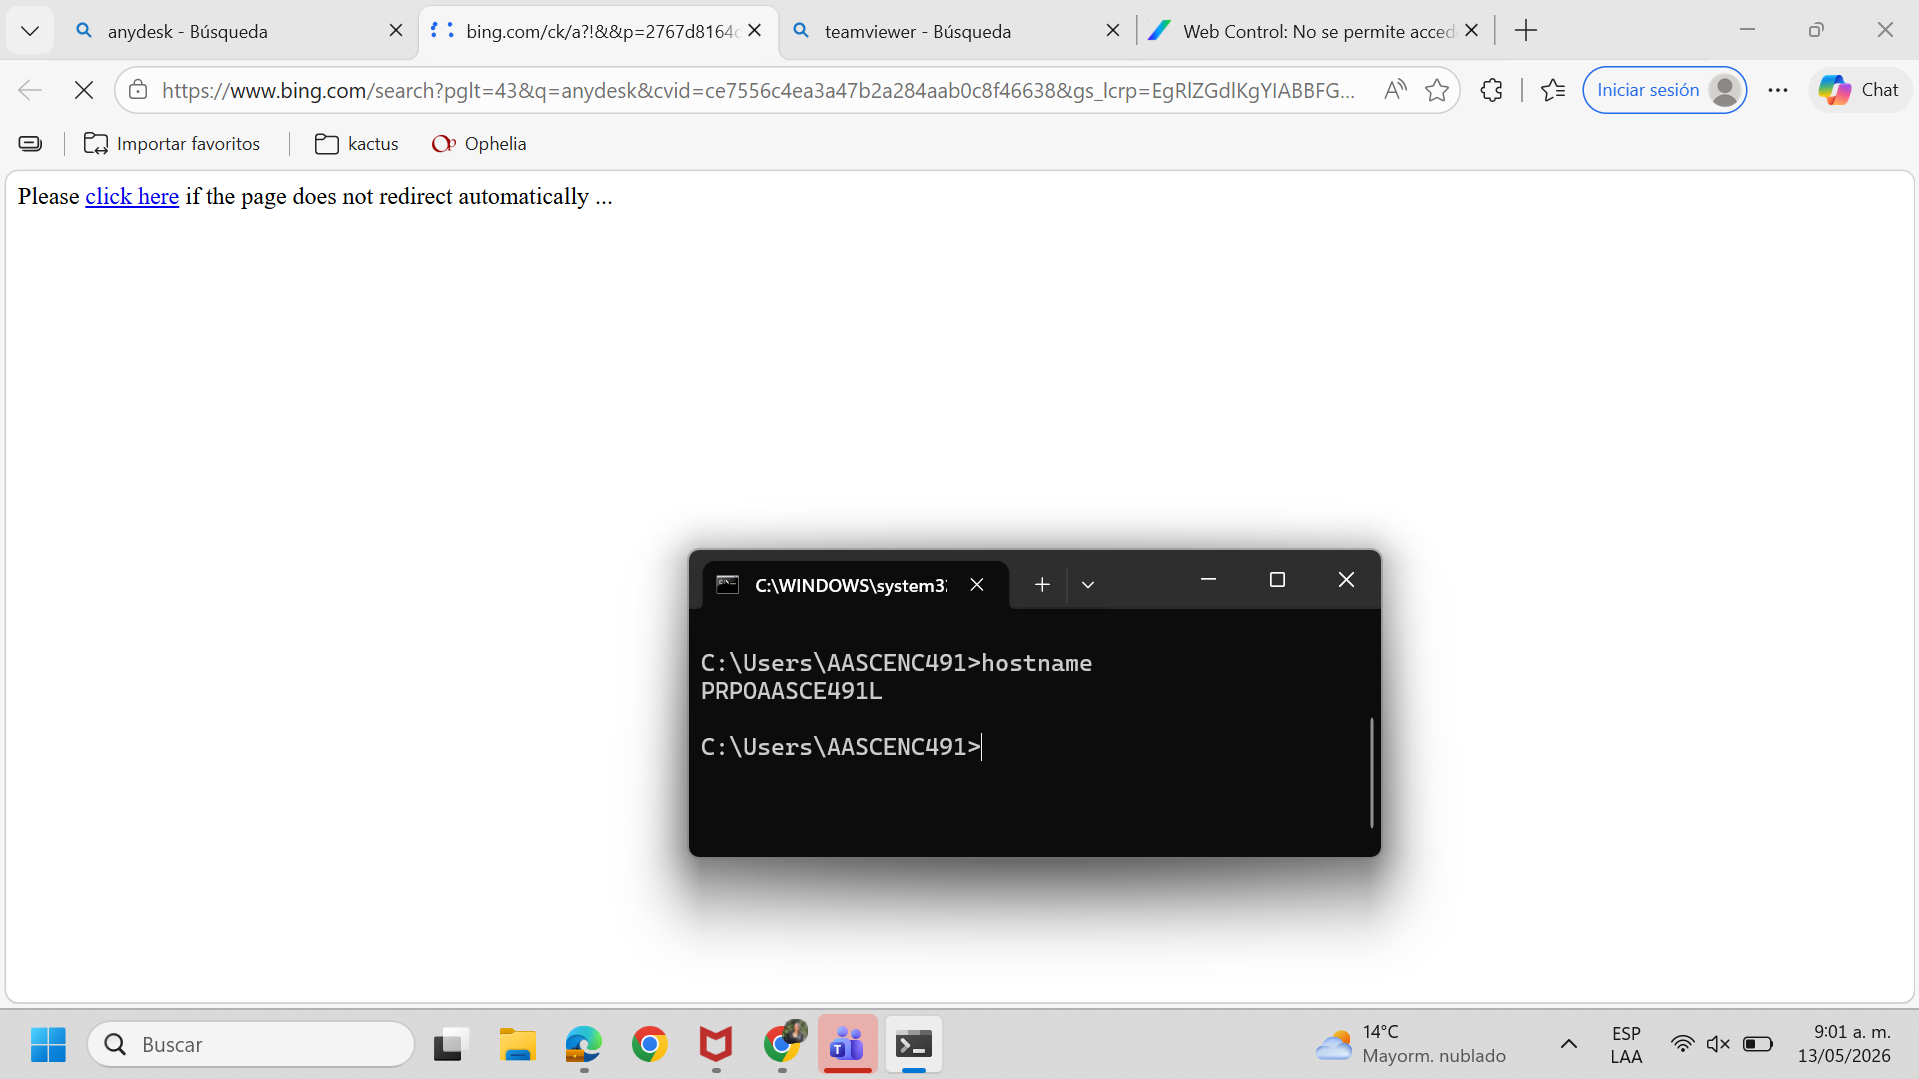 anydesk - Búsqueda
bing.com/ck/a?!&&p=2767d8164c
teamviewer - Búsqueda
Web Control: No se permite acced
https://www.bing.com/search?pglt=43&q=anydesk&cvid=ce7556c4ea3a47b2a284aab0c8f46638&gs_lcrp=EgRlZGdlKgYIABBFG...
Iniciar sesión
Chat
Importar favoritos
kactus
Ophelia
Please click here if the page does not redirect automatically ...
C:\WINDOWS\system32
C:\Users\AASCENC491>hostname
PRPOAASCE491L
C:\Users\AASCENC491>
Buscar
14°C
Mayorm. nublado
ESP
LAA
9:01 a. m.
13/05/2026